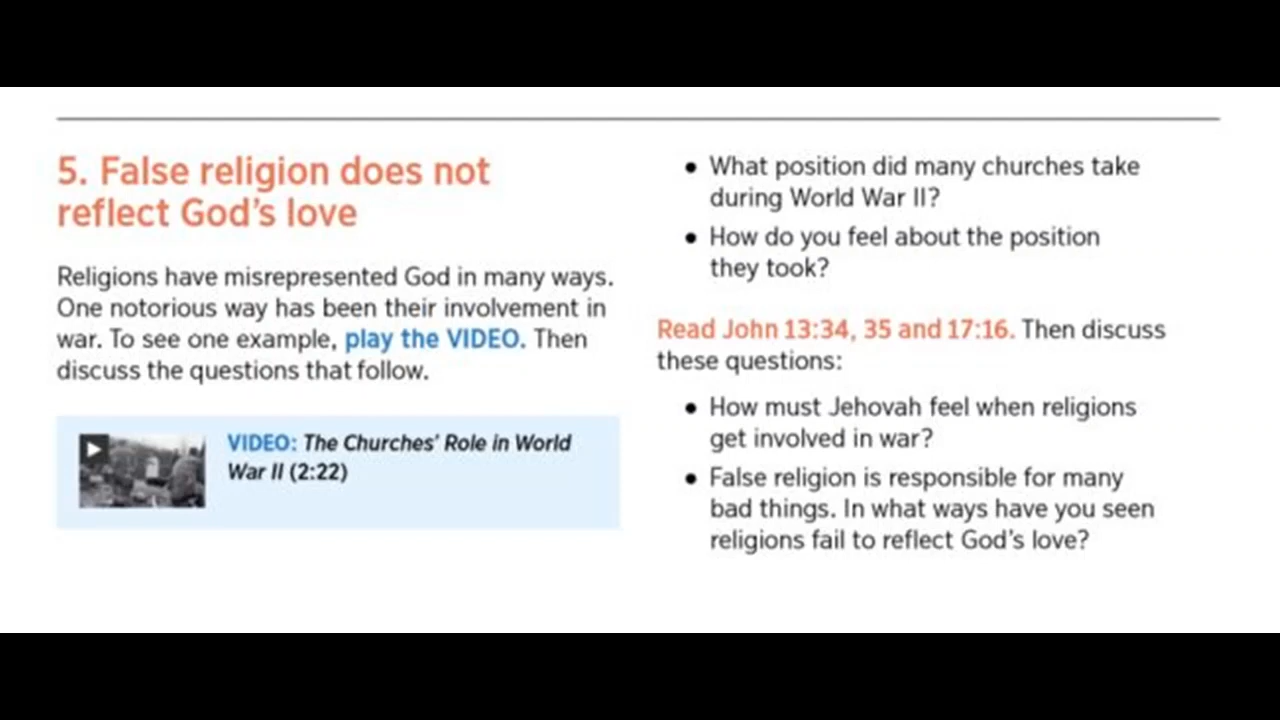 5. False religion does not
reflect God's love
Religions have misrepresented God in many ways.
One notorious way has been their involvement in
war. To see one example, play the VIDEO. Then
discuss the questions that follow.
VIDEO: The Churches' Role in World
War II (2:22)
• What position did many churches take
during World War II?
• How do you feel about the position
they took?
Read John 13:34, 35 and 17:16. Then discuss
these questions:
• How must Jehovah feel when religions
get involved in war?
• False religion is responsible for many
bad things. In what ways have you seen
religions fail to reflect God's love?